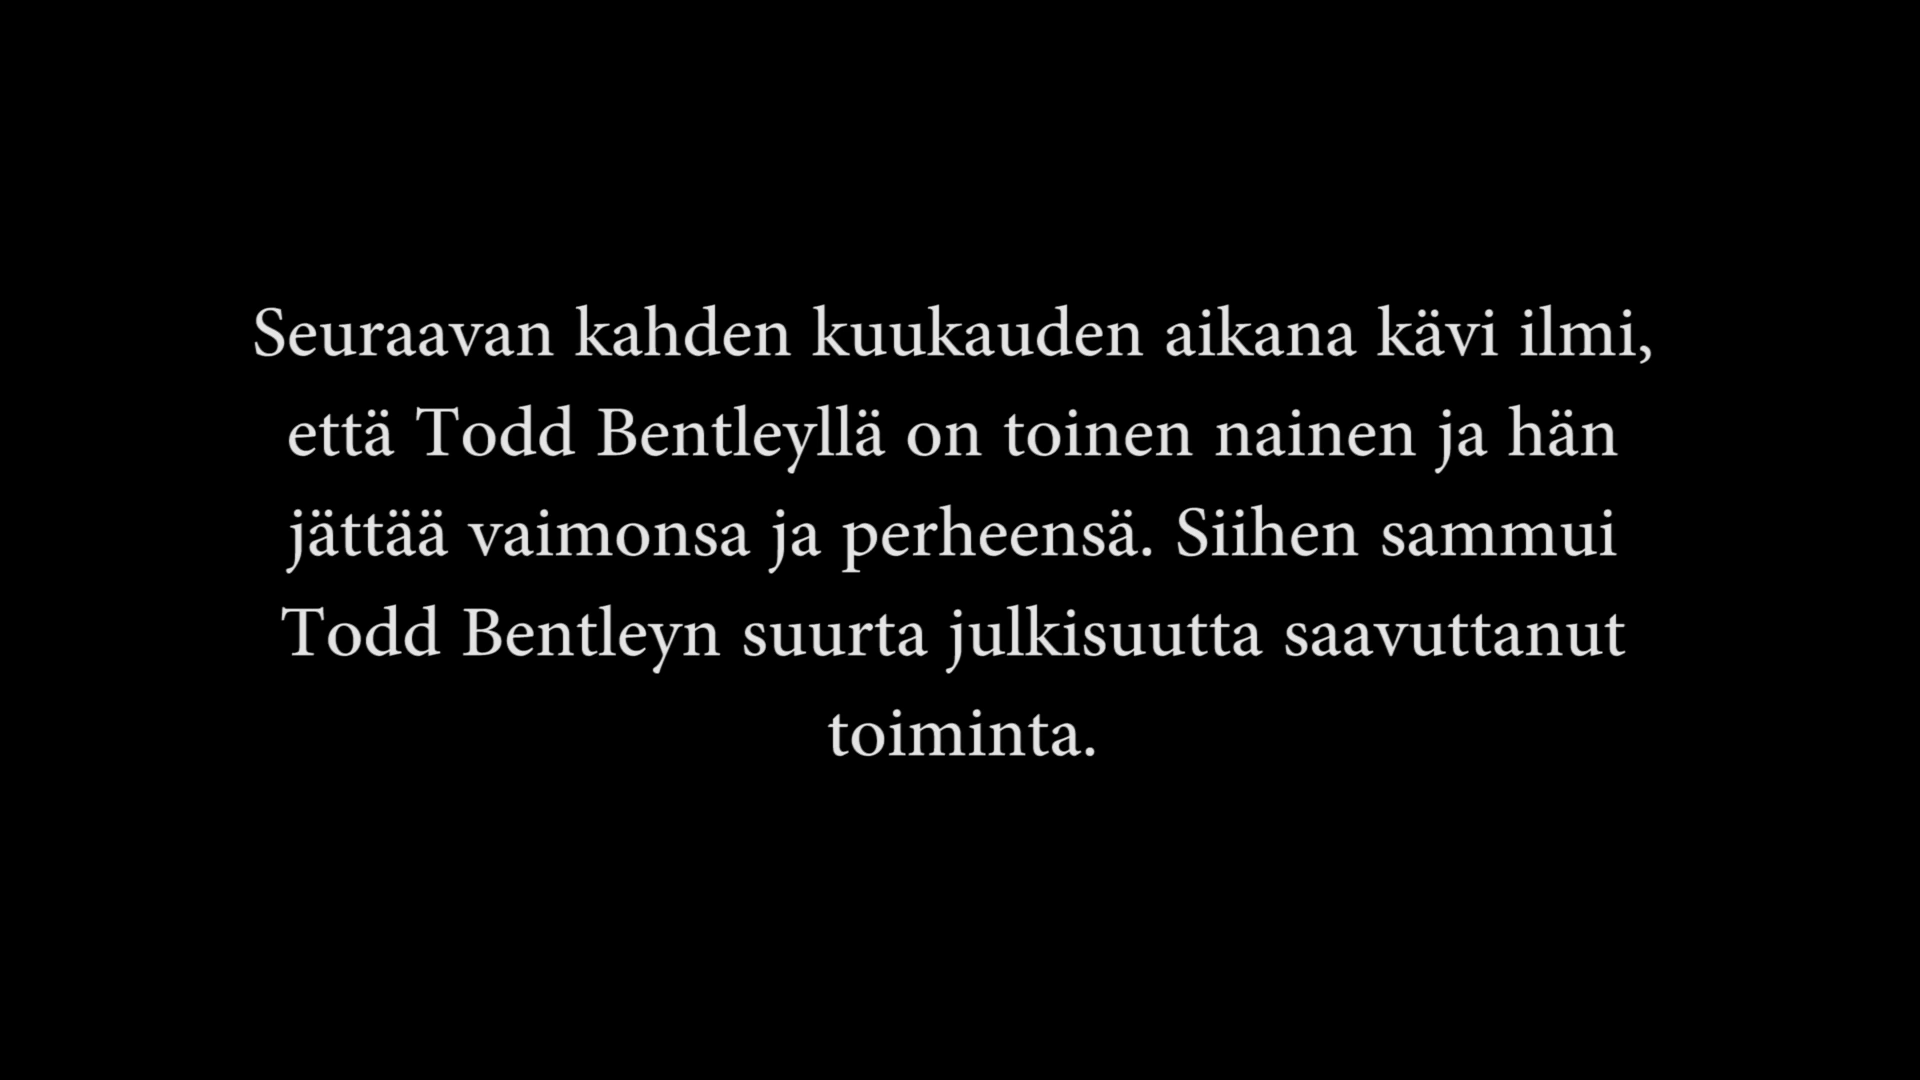 Seuraavan kahden kuukauden aikana kävi ilmi,
että Todd Bentleyllä on toinen nainen ja hän
jättää vaimonsa ja perheensä. Siihen sammui
Todd Bentleyn suurta julkisuutta saavuttanut
toiminta.